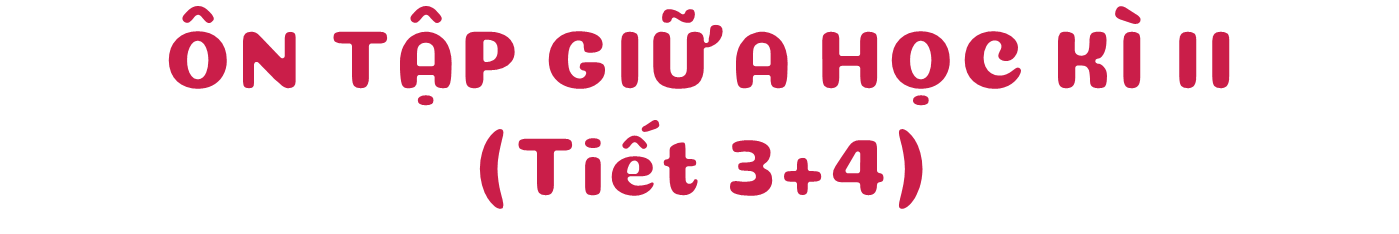 ÔN TẬP GIỮA HỌC KÌ II
(Tiết 3+4)